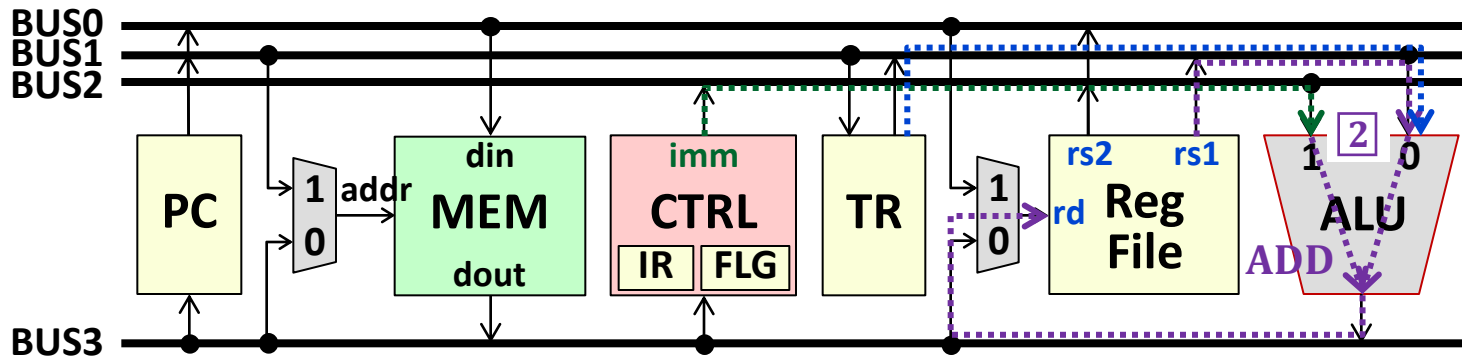 BUS0
BUS1
BUS2
din
imm
rs2 rs1
1 2 0
PC
1
0
addr
MEM
CTRL
TR
1
0
rd
Reg
File
ALU
IR
FLG
dout
ADD
BUS3